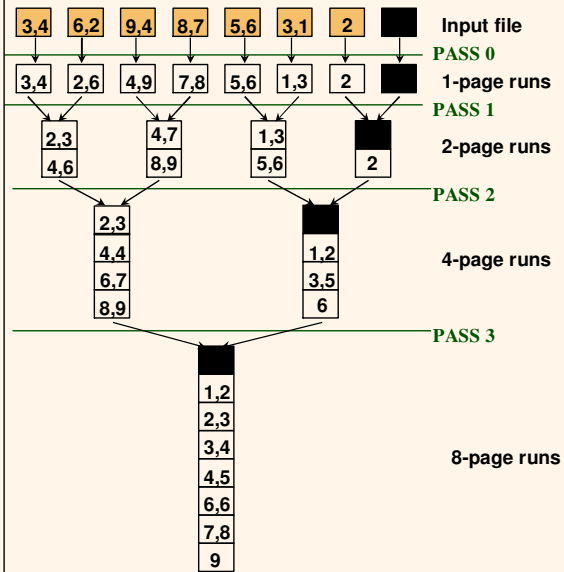 3,4 6,2 9,4 8,7 5,6 3,1 2 Input file
PASS 0
3,4 2,6 4,9 7,8 5,6 1,3 2 1-page runs
PASS 1
2,3 4,7 1,3
4,6 8,9 5,6 2 2-page runs
PASS 2
2,3
4,4 1,2
6,7 3,5 4-page runs
8,9 6
PASS 3
1,2
2,3
3,4
4,5 8-page runs
6,6
7,8
9